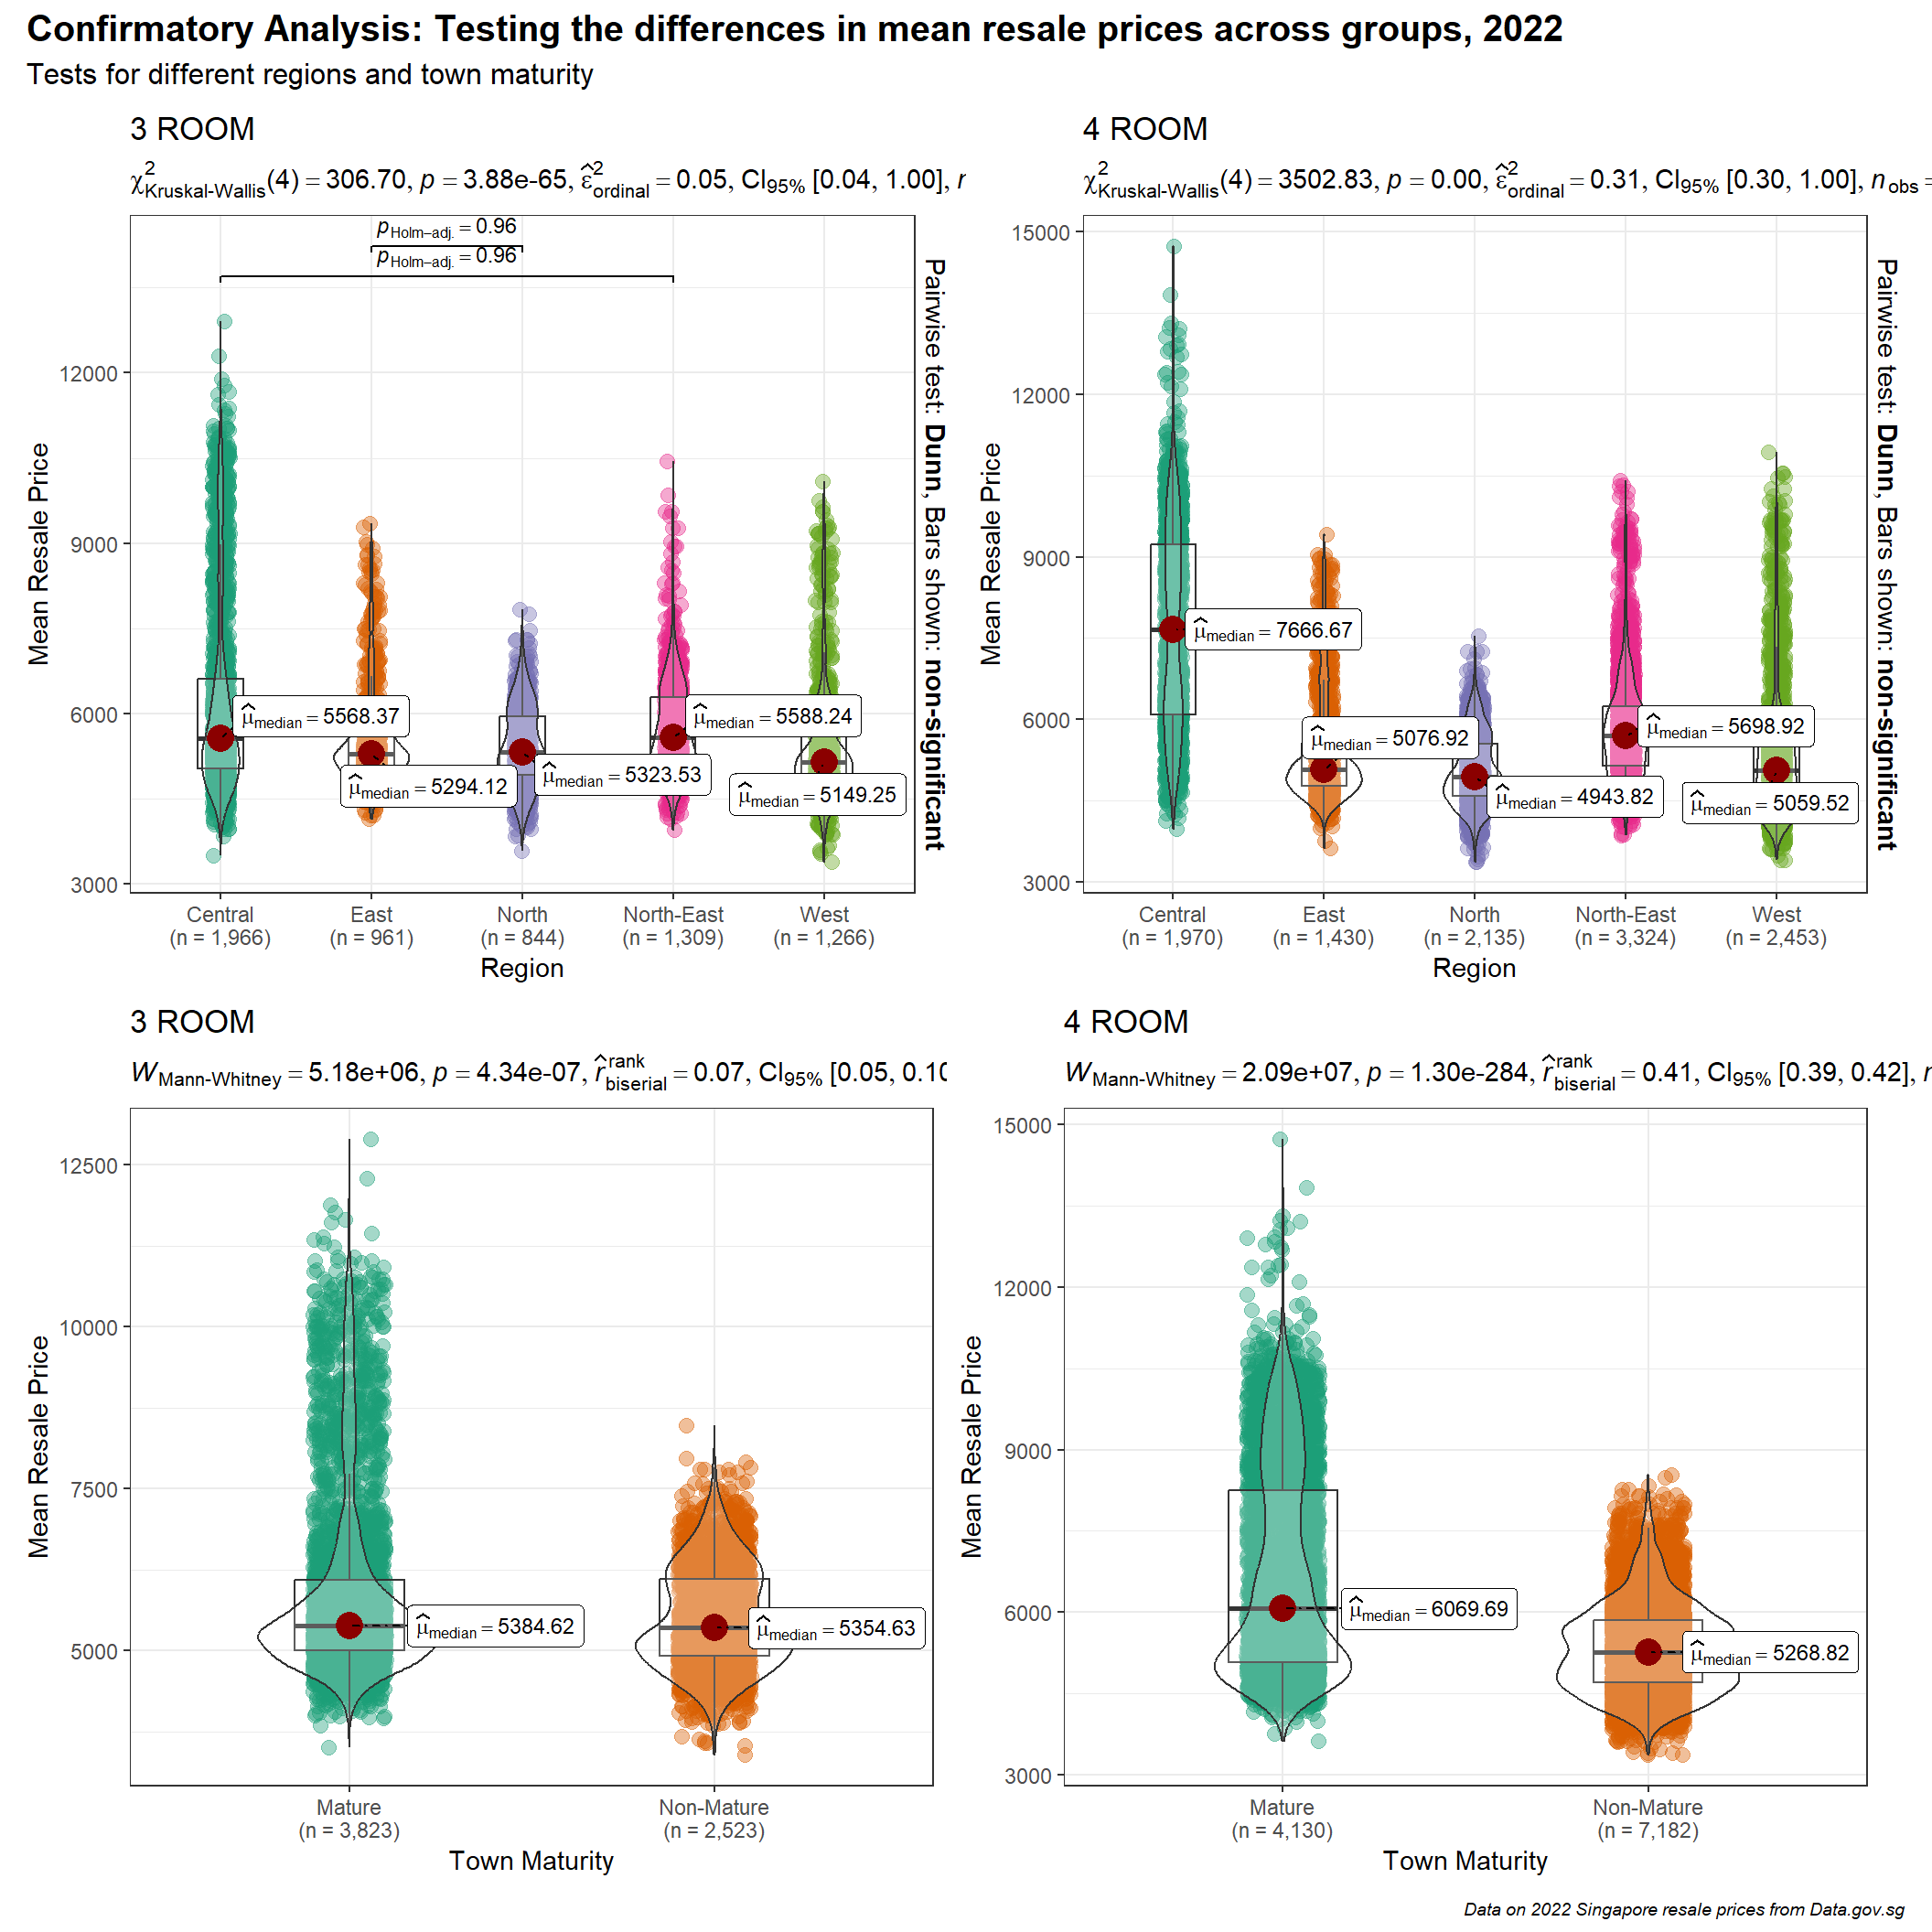 Confirmatory Analysis: Testing the differences in mean resale prices across groups, 2022
Tests for different regions and town maturity
3 ROOM
χ²Kruskal-Wallis(4) = 306.70, p = 3.88e-65, ε̂²ordinal = 0.05, CI95% [0.04, 1.00],
pHolm–adj. = 0.96
pHolm–adj. = 0.96
Mean Resale Price
12000
9000
6000
3000
μ̂median = 5568.37
μ̂median = 5294.12
μ̂median = 5323.53
μ̂median = 5588.24
μ̂median = 5149.25
Pairwise test: Dunn, Bars shown: non-significant
Central East North North-East West
(n = 1,966) (n = 961) (n = 844) (n = 1,309) (n = 1,266)
Region
4 ROOM
χ²Kruskal-Wallis(4) = 3502.83, p = 0.00, ε̂²ordinal = 0.31, CI95% [0.30, 1.00], nobs =
Mean Resale Price
15000
12000
9000
6000
3000
μ̂median = 7666.67
μ̂median = 5076.92
μ̂median = 4943.82
μ̂median = 5698.92
μ̂median = 5059.52
Pairwise test: Dunn, Bars shown: non-significant
Central East North North-East West
(n = 1,970) (n = 1,430) (n = 2,135) (n = 3,324) (n = 2,453)
Region
3 ROOM
WMann-Whitney = 5.18e+06, p = 4.34e-07, r̂rankbiserial = 0.07, CI95% [0.05, 0.10
Mean Resale Price
12500
10000
7500
5000
μ̂median = 5384.62
μ̂median = 5354.63
Mature Non-Mature
(n = 3,823) (n = 2,523)
Town Maturity
4 ROOM
WMann-Whitney = 2.09e+07, p = 1.30e-284, r̂rankbiserial = 0.41, CI95% [0.39, 0.42],
Mean Resale Price
15000
12000
9000
6000
3000
μ̂median = 6069.69
μ̂median = 5268.82
Mature Non-Mature
(n = 4,130) (n = 7,182)
Town Maturity
Data on 2022 Singapore resale prices from Data.gov.sg